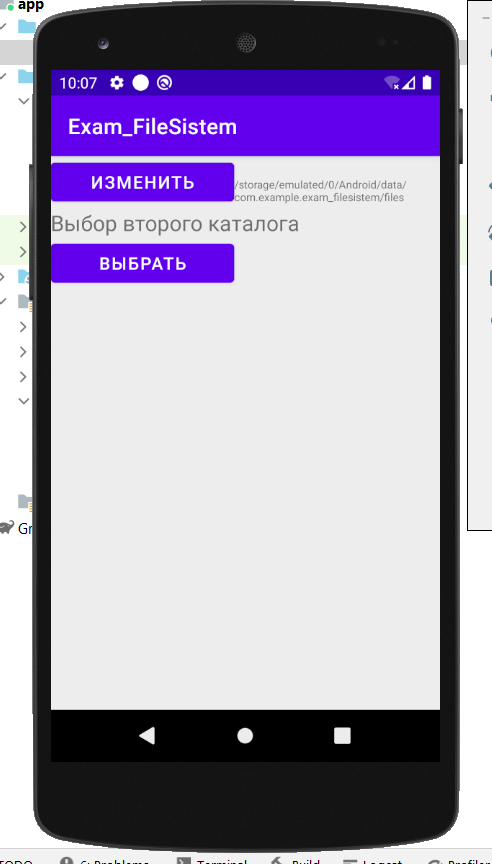 app
10:07
Exam_FileSistem
ИЗМЕНИТЬ
/storage/emulated/0/Android/data/
com.example.exam_filesistem/files
Выбор второго каталога
ВЫБРАТЬ
Gr
TODO 6: Problems Terminal Build Logcat Profiler